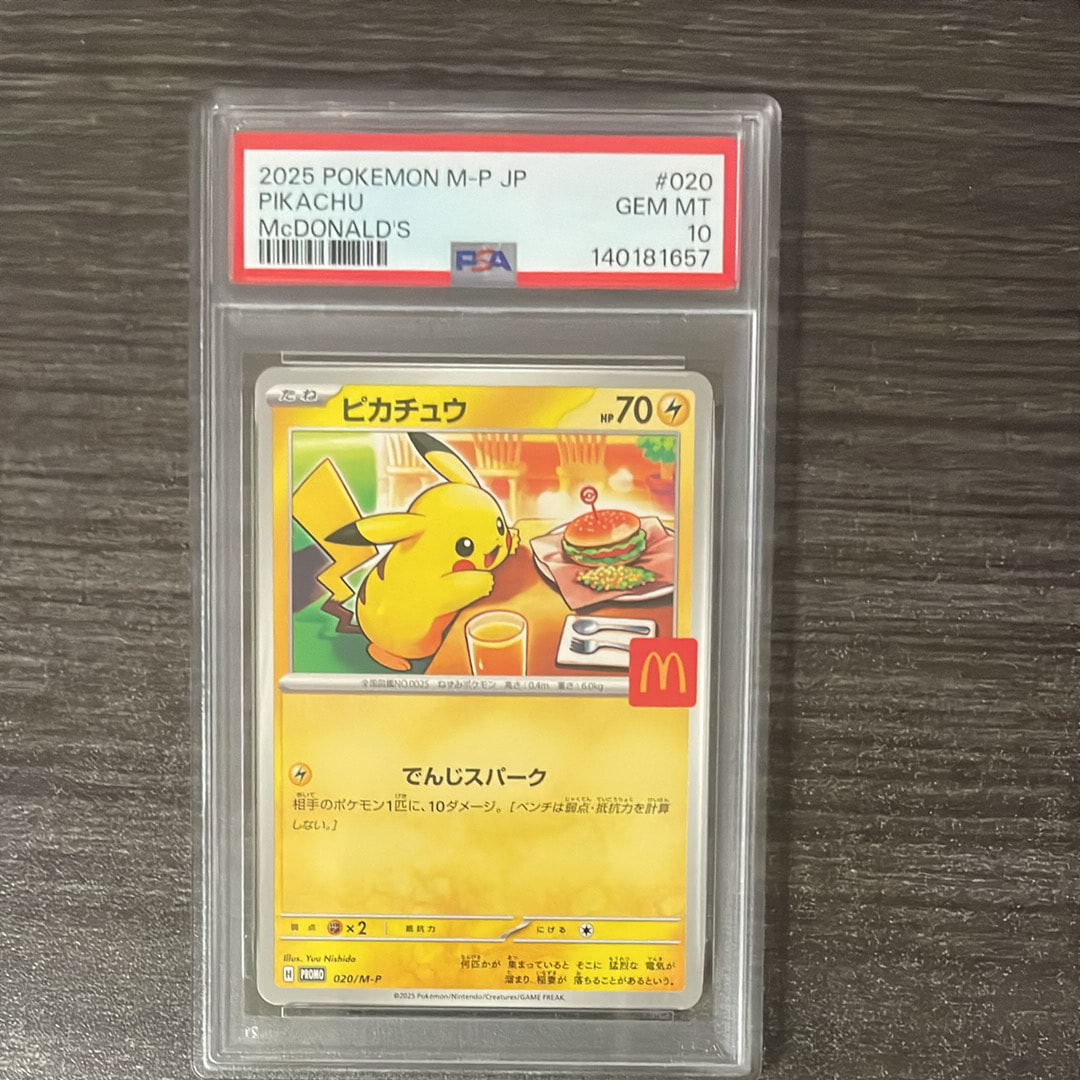 2025 POKEMON M-P JP #020
PIKACHU GEM MT
McDONALD'S 10
PSA 140181657
たね ピカチュウ HP70
全国図鑑NO.0025 ねずみポケモン 高さ:0.4m 重さ:6.0kg
M
でんじスパーク
相手のポケモン1匹に、10ダメージ。[ベンチは弱点・抵抗力を計算
しない。]
弱点 ×2 抵抗力 にげる
Illus. Yuu Nishida
何匹かが 集まっていると そこに 猛烈な 電気が
溜まり 稲妻が 落ちることがあるという。
PROMO 020/M-P
©2025 Pokémon/Nintendo/Creatures/GAME FREAK.